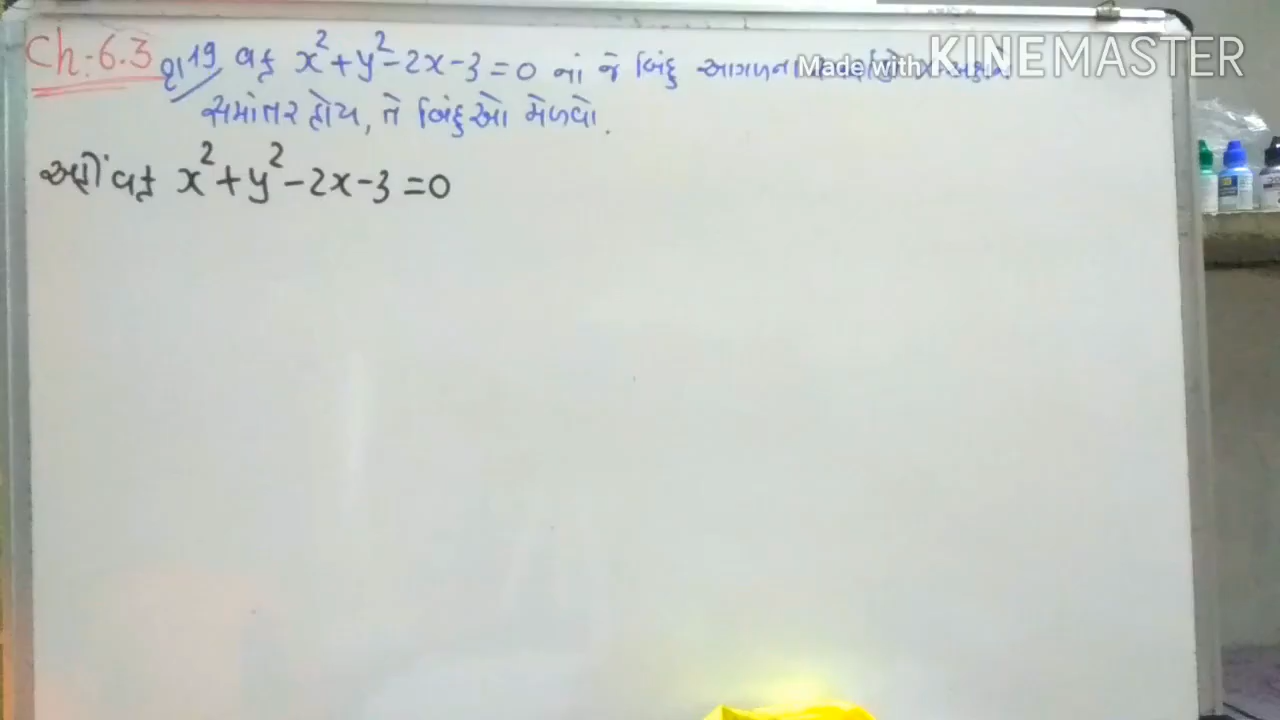 Ch:-6.3 દા 19 વક્ર x²+y²-2x-3=0 નાં જે બિંદુ આગળના
સમાંતર હોય, તે બિંદુઓ મેળવો.
અહીં વક્ર x²+y²-2x-3=0
Made with KINEMASTER